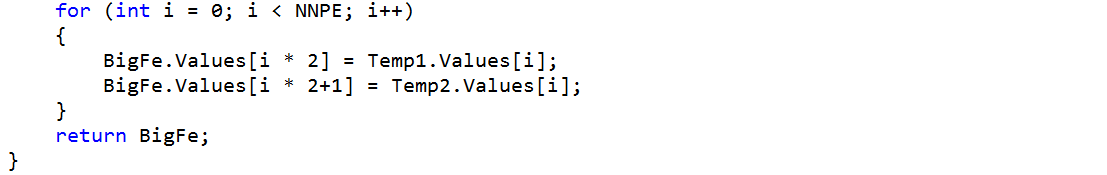 for (int i = 0; i < NNPE; i++)
{
BigFe.Values[i * 2] = Temp1.Values[i];
BigFe.Values[i * 2+1] = Temp2.Values[i];
}
return BigFe;
}